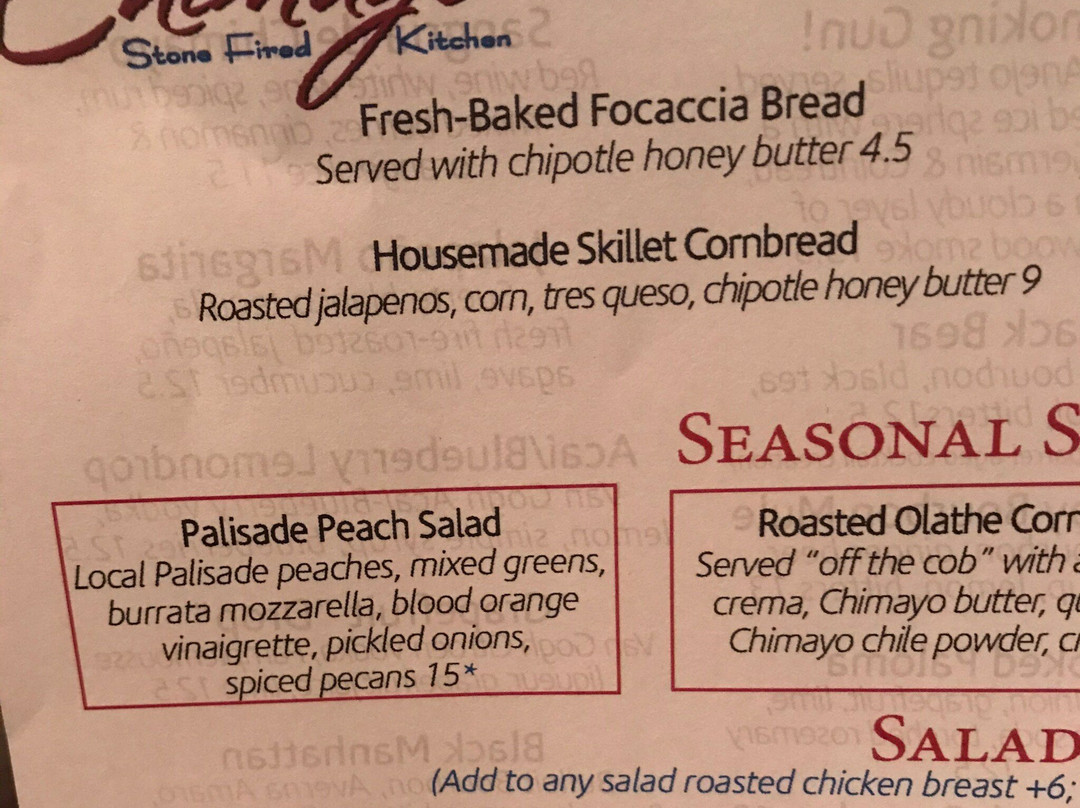 Stone Fired Kitchen
Fresh-Baked Focaccia Bread
Served with chipotle honey butter 4.5
Housemade Skillet Cornbread
Roasted jalapenos, corn, tres queso, chipotle honey butter 9
SEASONAL S
Palisade Peach Salad
Local Palisade peaches, mixed greens,
burrata mozzarella, blood orange
vinaigrette, pickled onions,
spiced pecans 15*
Roasted Olathe Corn
Served "off the cob" with a
crema, Chimayo butter, qu
Chimayo chile powder, c
SALAD
(Add to any salad roasted chicken breast +6;